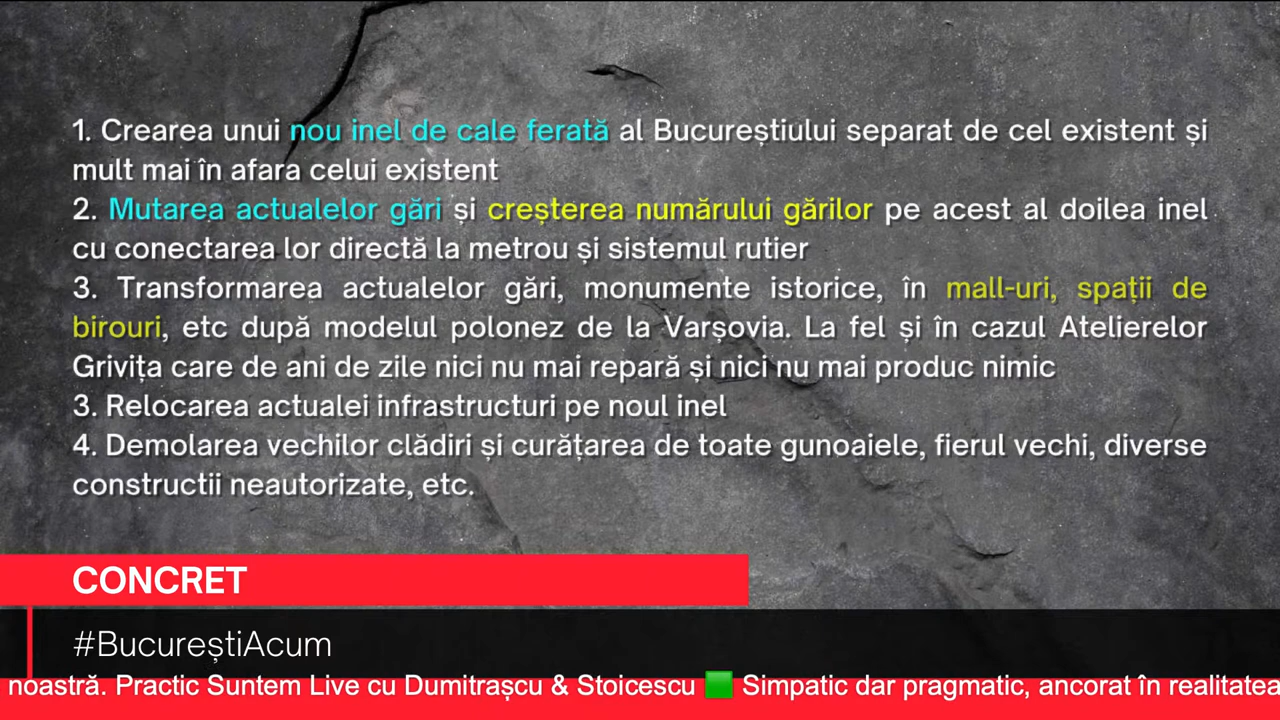 1. Crearea unui nou inel de cale ferată al Bucureștiului separat de cel existent și
mult mai în afara celui existent
2. Mutarea actualelor gări și creșterea numărului gărilor pe acest al doilea inel
cu conectarea lor directă la metrou și sistemul rutier
3. Transformarea actualelor gări, monumente istorice, în mall-uri, spații de
birouri, etc după modelul polonez de la Varșovia. La fel și în cazul Atelierelor
Grivița care de ani de zile nici nu mai repară și nici nu mai produc nimic
3. Relocarea actualei infrastructuri pe noul inel
4. Demolarea vechilor clădiri și curățarea de toate gunoaiele, fierul vechi, diverse
constructii neautorizate, etc.
CONCRET
#BucureștiAcum
noastră. Practic Suntem Live cu Dumitrașcu & Stoicescu 🟩 Simpatic dar pragmatic, ancorat în realitatea